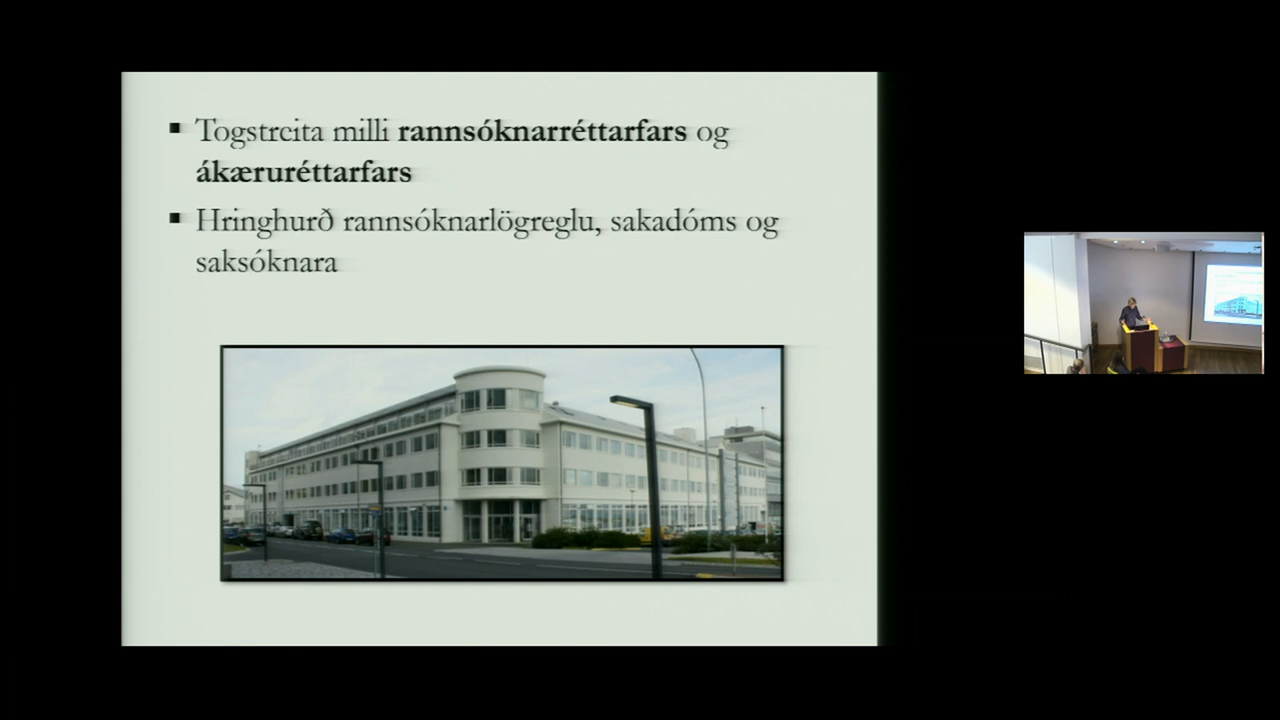 Togstreita milli rannsóknarréttarfars og
ákæruréttarfars
Hringhurð rannsóknarlögreglu, sakadóms og
saksóknara